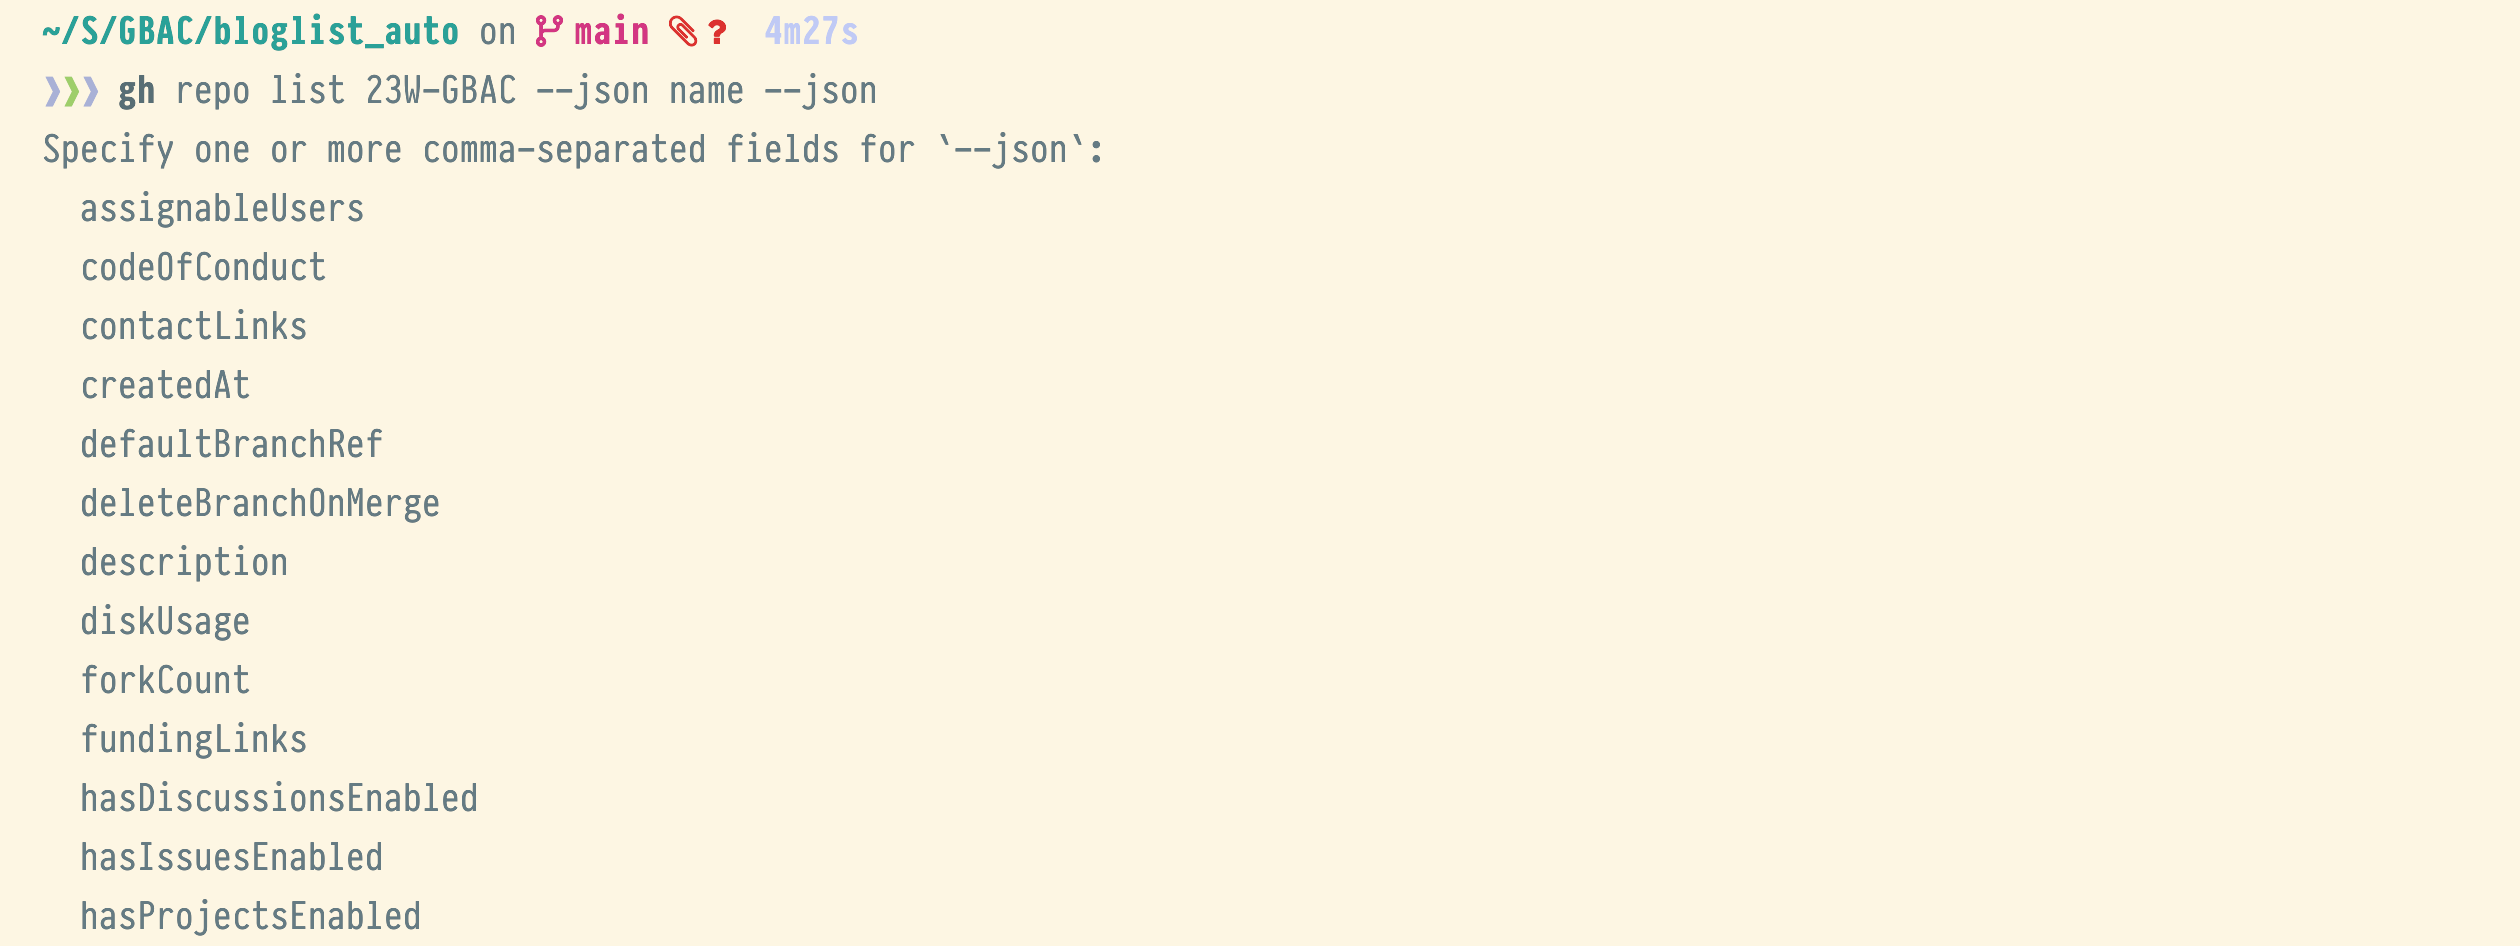 ~/S/GBAC/bloglist_auto on main 📎? 4m27s
❯❯❯ gh repo list 23W-GBAC --json name --json
Specify one or more comma-separated fields for `--json`:
  assignableUsers
  codeOfConduct
  contactLinks
  createdAt
  defaultBranchRef
  deleteBranchOnMerge
  description
  diskUsage
  forkCount
  fundingLinks
  hasDiscussionsEnabled
  hasIssuesEnabled
  hasProjectsEnabled